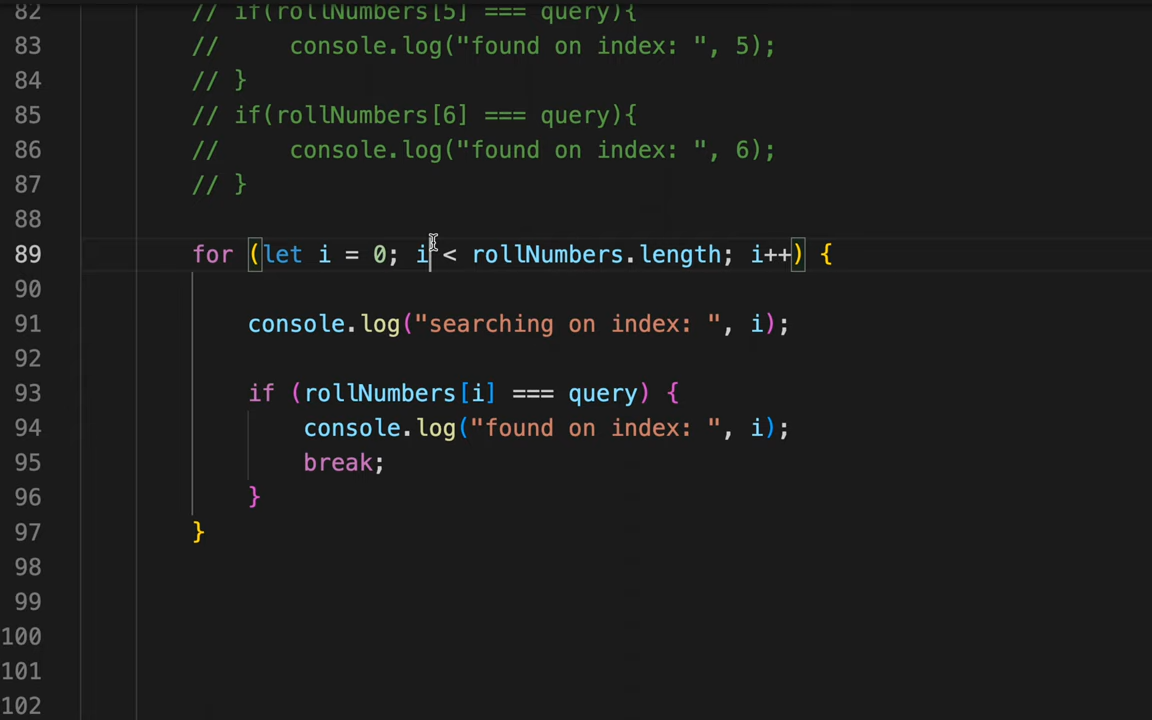 82 // if(rollNumbers[5] === query){
83 //     console.log("found on index: ", 5);
84 // }
85 // if(rollNumbers[6] === query){
86 //     console.log("found on index: ", 6);
87 // }
88
89 for (let i = 0; i < rollNumbers.length; i++) {
90
91     console.log("searching on index: ", i);
92
93     if (rollNumbers[i] === query) {
94         console.log("found on index: ", i);
95         break;
96     }
97 }
98
99
100
101
102